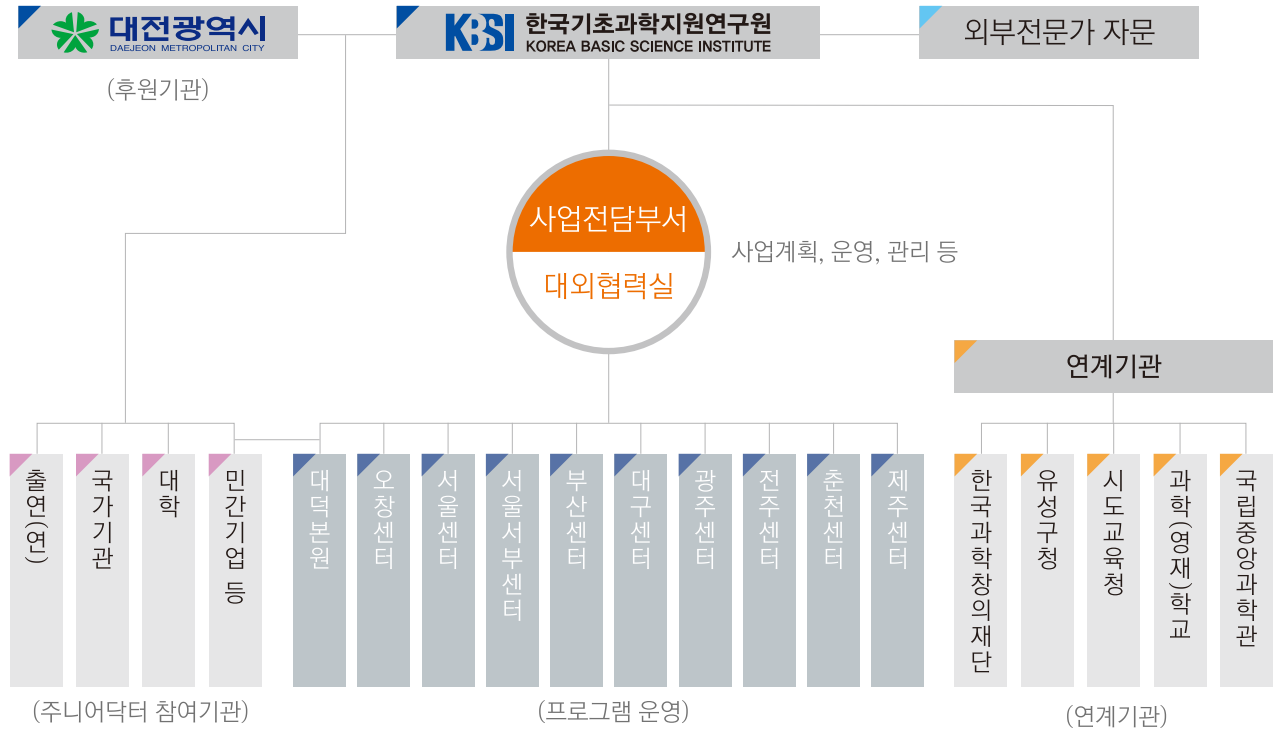 대전광역시
DAEJEON METROPOLITAN CITY
(후원기관)
KBSI
한국기초과학지원연구원
KOREA BASIC SCIENCE INSTITUTE
외부전문가 자문
사업전담부서
대외협력실
사업계획, 운영, 관리 등
연계기관
출연(연)
국가기관
대학
민간기업 등
대덕본원
오창센터
서울센터
서울서부센터
부산센터
대구센터
광주센터
전주센터
춘천센터
제주센터
한국과학창의재단
유성구청
시도교육청
과학(영재)학교
국립중앙과학관
(주니어닥터 참여기관)
(프로그램 운영)
(연계기관)